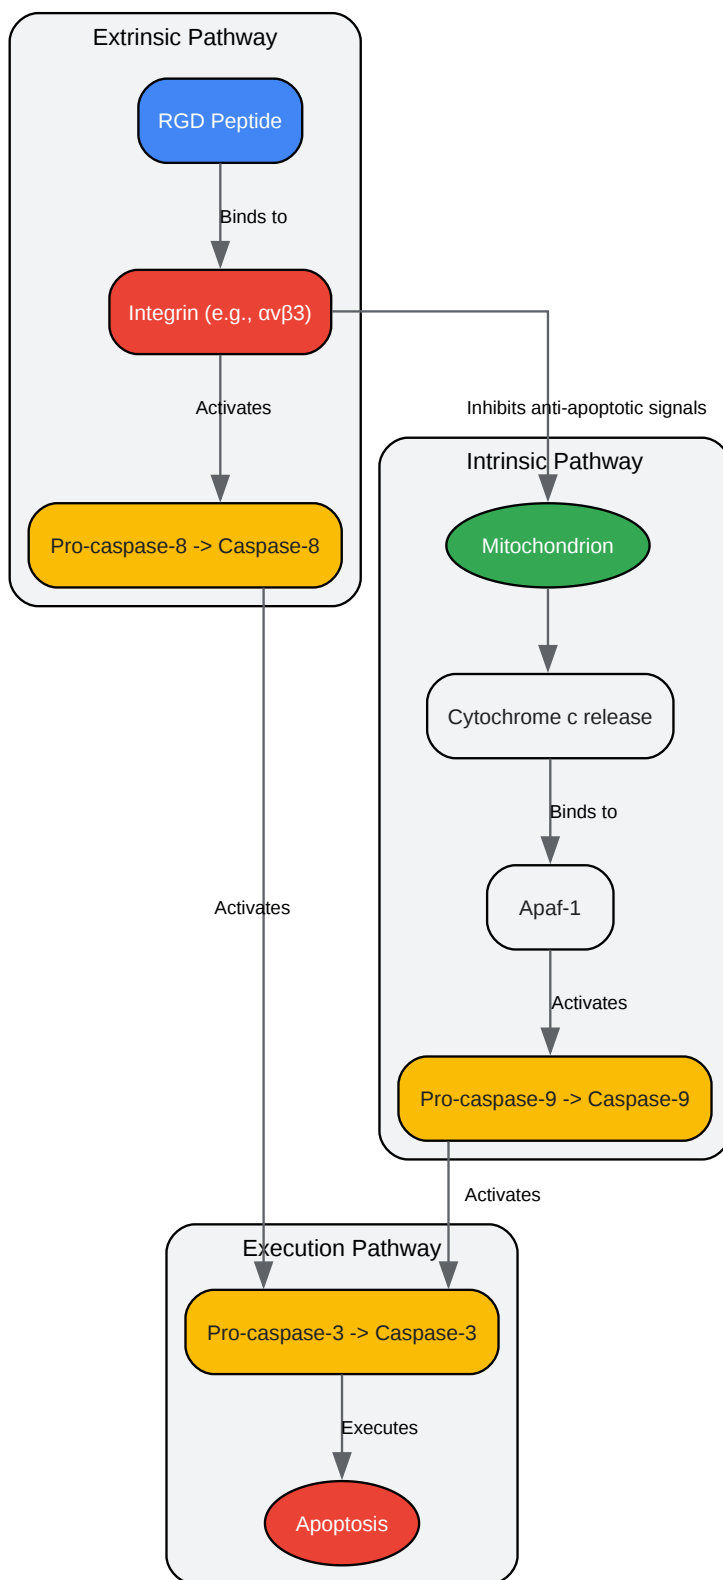 Extrinsic Pathway
RGD Peptide
Binds to
Integrin (e.g., αvβ3)
Activates
Inhibits anti-apoptotic signals
Intrinsic Pathway
Pro-caspase-8 -> Caspase-8
Mitochondrion
Cytochrome c release
Binds to
Apaf-1
Activates
Activates
Pro-caspase-9 -> Caspase-9
Activates
Execution Pathway
Pro-caspase-3 -> Caspase-3
Executes
Apoptosis